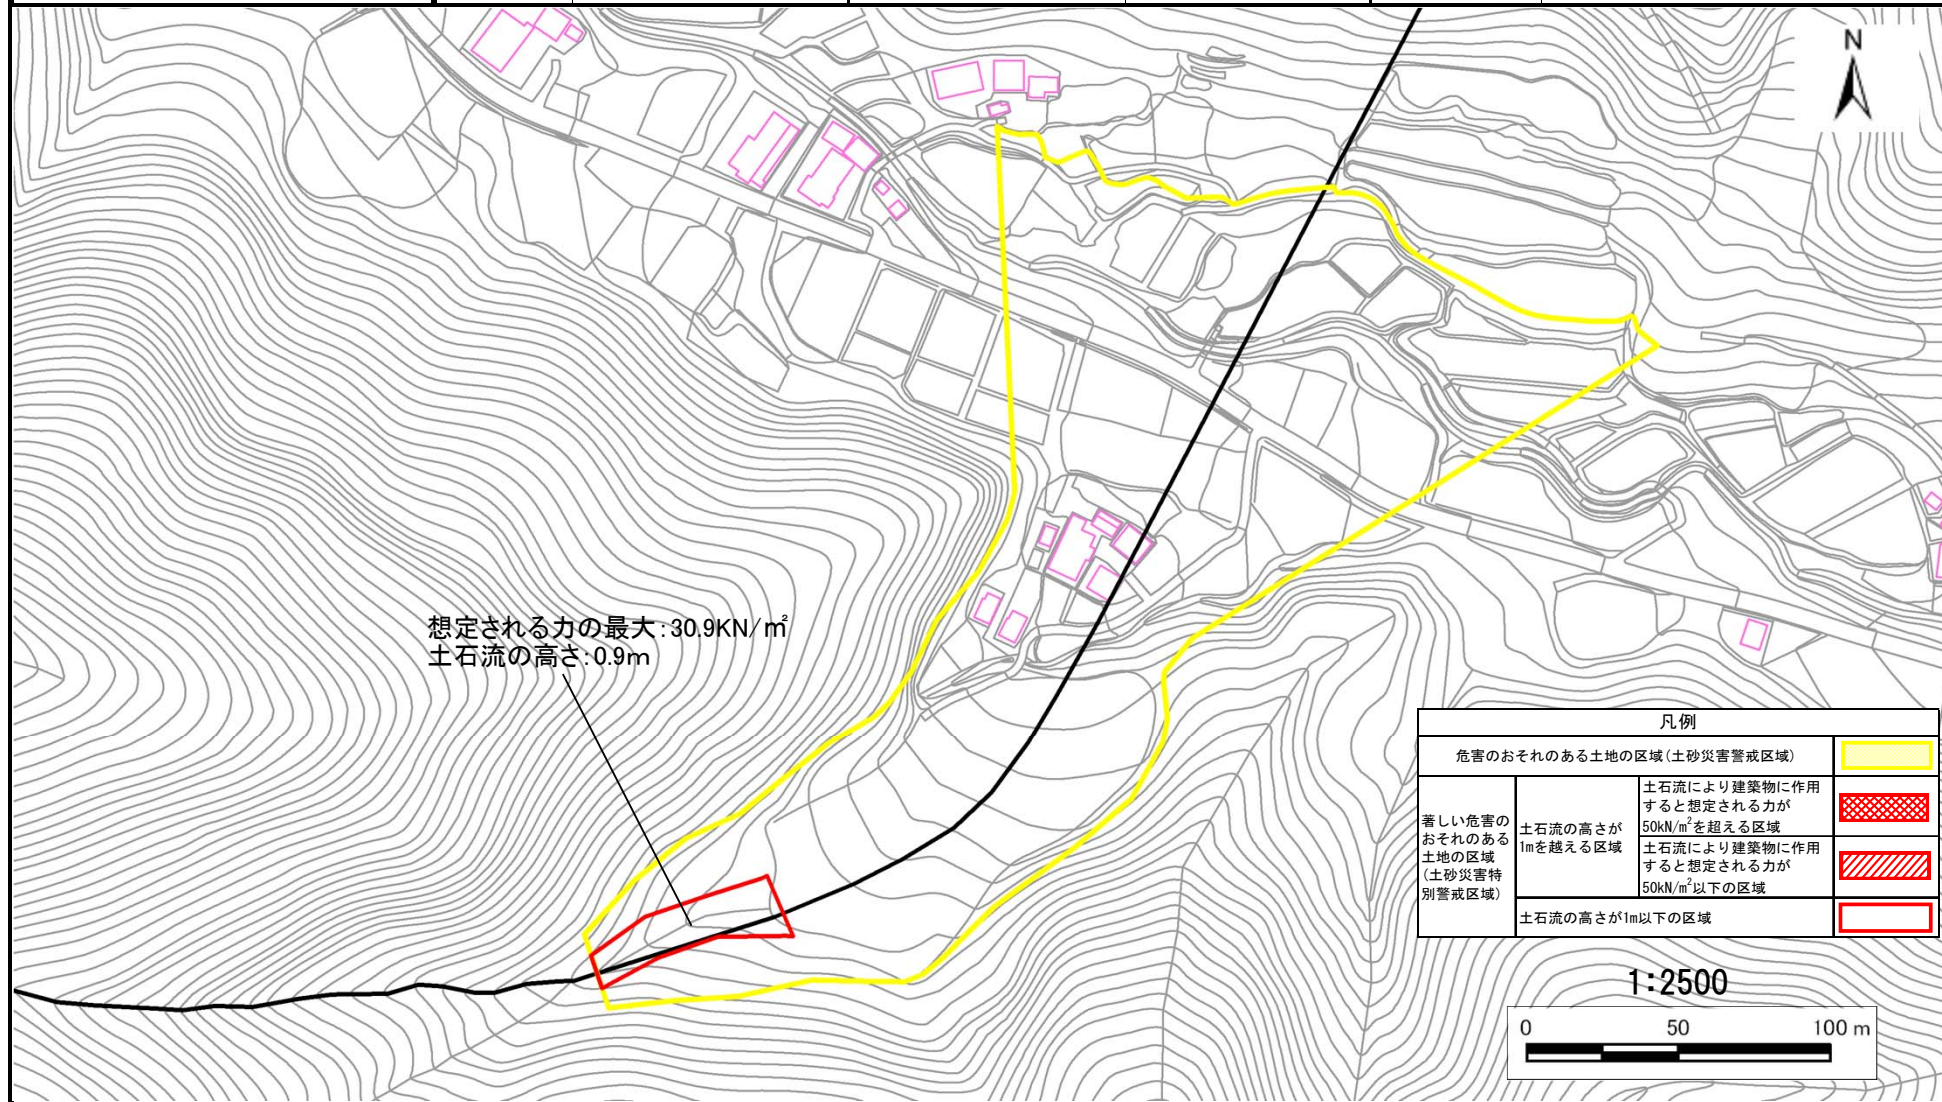 N
想定される力の最大:30.9KN/㎡
土石流の高さ:0.9m
凡例
危害のおそれのある土地の区域(土砂災害警戒区域)
著しい危害の
おそれのある
土地の区域
(土砂災害特
別警戒区域)
土石流の高さが
1mを越える区域
土石流により建築物に作用
すると想定される力が
50kN/m²を超える区域
土石流により建築物に作用
すると想定される力が
50kN/m²以下の区域
土石流の高さが1m以下の区域
1:2500
0 50 100 m